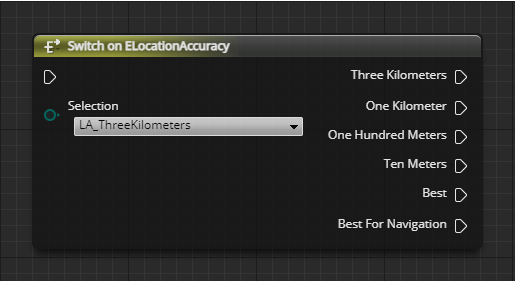 Switch on ELocationAccuracy
Three Kilometers
Selection
LA_ThreeKilometers
One Kilometer
One Hundred Meters
Ten Meters
Best
Best For Navigation